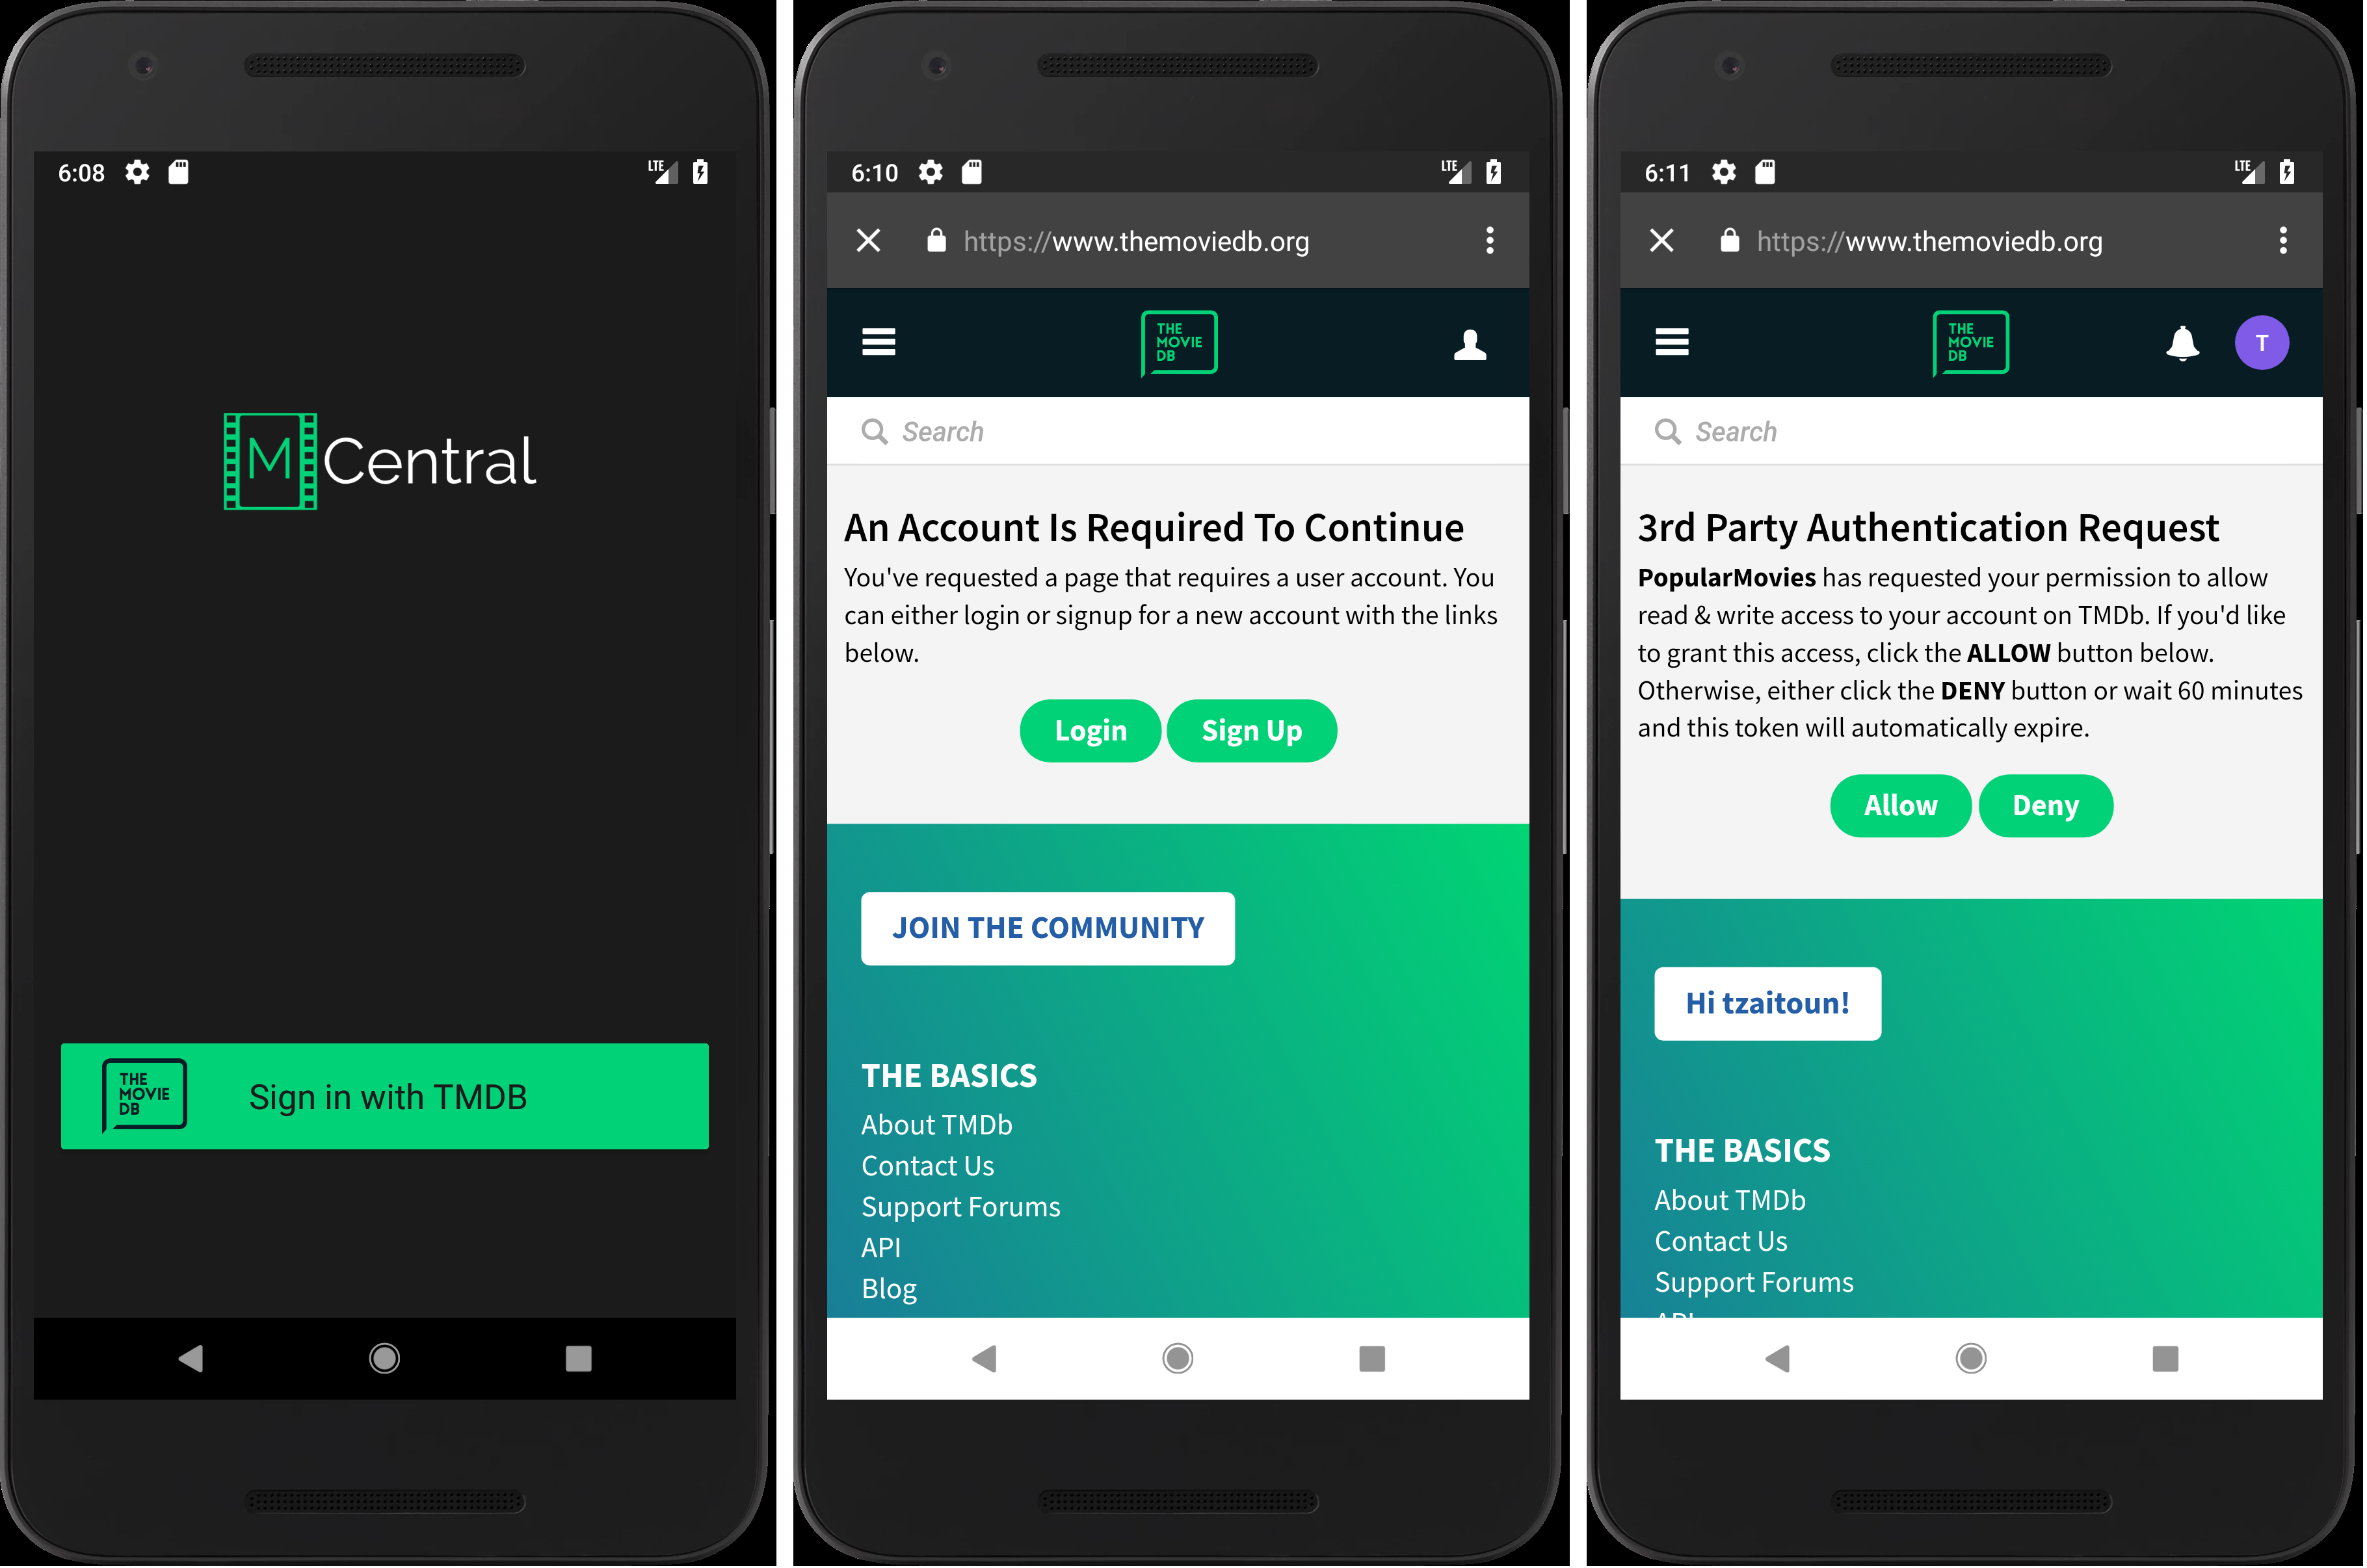 6:08
LTE
M Central
THE
MOVIE
DB
Sign in with TMDB
6:10
LTE
https://www.themoviedb.org
THE
MOVIE
DB
Search
An Account Is Required To Continue
You've requested a page that requires a user account. You
can either login or signup for a new account with the links
below.
Login Sign Up
JOIN THE COMMUNITY
THE BASICS
About TMDb
Contact Us
Support Forums
API
Blog
6:11
LTE
https://www.themoviedb.org
THE
MOVIE
DB
T
Search
3rd Party Authentication Request
PopularMovies has requested your permission to allow
read & write access to your account on TMDb. If you'd like
to grant this access, click the ALLOW button below.
Otherwise, either click the DENY button or wait 60 minutes
and this token will automatically expire.
Allow Deny
Hi tzaitoun!
THE BASICS
About TMDb
Contact Us
Support Forums
API